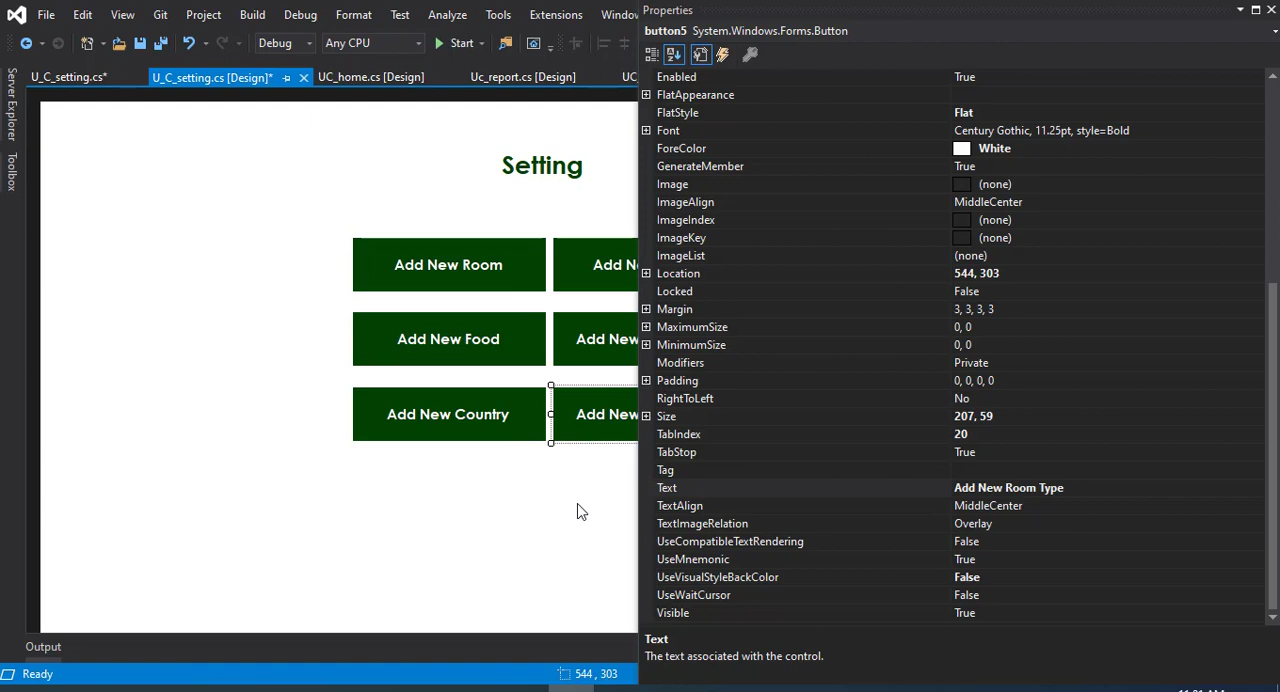 File Edit View Git Project Build Debug Format Test Analyze Tools Extensions Window
Debug Any CPU Start
Server Explorer
Toolbox
U_C_setting.cs* U_C_setting.cs [Design]* UC_home.cs [Design] Uc_report.cs [Design] UC
Setting
Add New Room Add N
Add New Food Add New
Add New Country Add New
Output
Ready 544 , 303
Properties
button5 System.Windows.Forms.Button
Enabled True
FlatAppearance
FlatStyle Flat
Font Century Gothic, 11.25pt, style=Bold
ForeColor White
GenerateMember True
Image (none)
ImageAlign MiddleCenter
ImageIndex (none)
ImageKey (none)
ImageList (none)
Location 544, 303
Locked False
Margin 3, 3, 3, 3
MaximumSize 0, 0
MinimumSize 0, 0
Modifiers Private
Padding 0, 0, 0, 0
RightToLeft No
Size 207, 59
TabIndex 20
TabStop True
Tag
Text Add New Room Type
TextAlign MiddleCenter
TextImageRelation Overlay
UseCompatibleTextRendering False
UseMnemonic True
UseVisualStyleBackColor False
UseWaitCursor False
Visible True
Text
The text associated with the control.